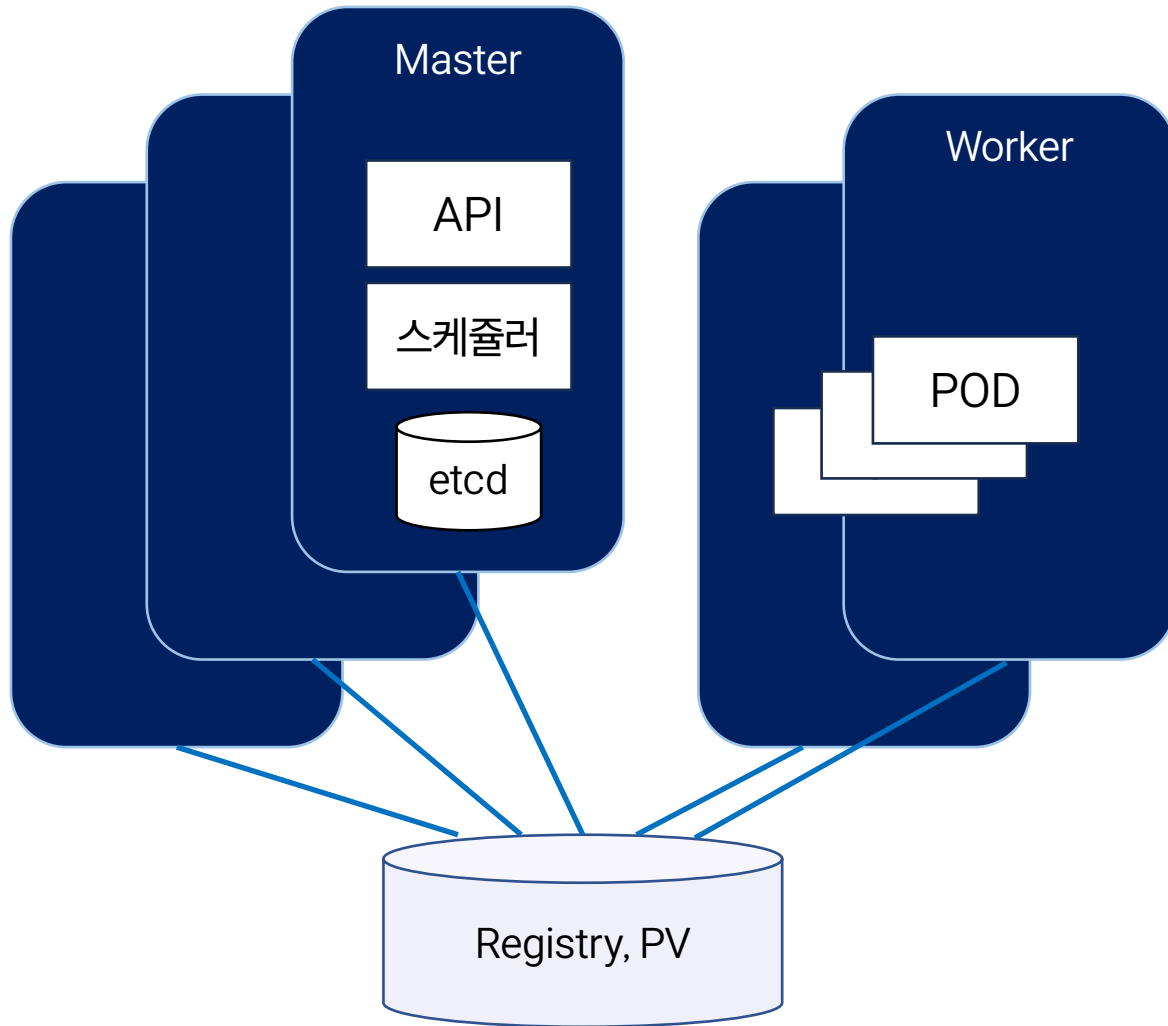 Master
API
스케쥴러
etcd
Worker
POD
Registry, PV